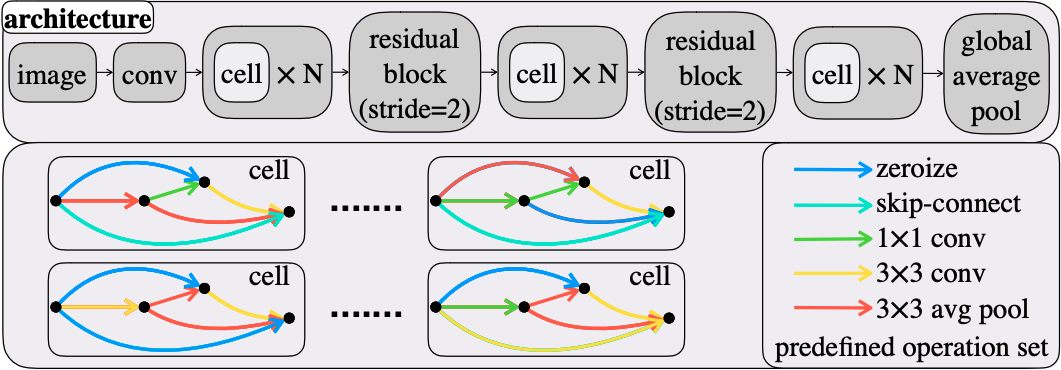 architecture
image
conv
cell × N
residual
block
(stride=2)
cell × N
residual
block
(stride=2)
cell × N
global
average
pool
cell
.......
cell
cell
.......
cell
zeroize
skip-connect
1×1 conv
3×3 conv
3×3 avg pool
predefined operation set